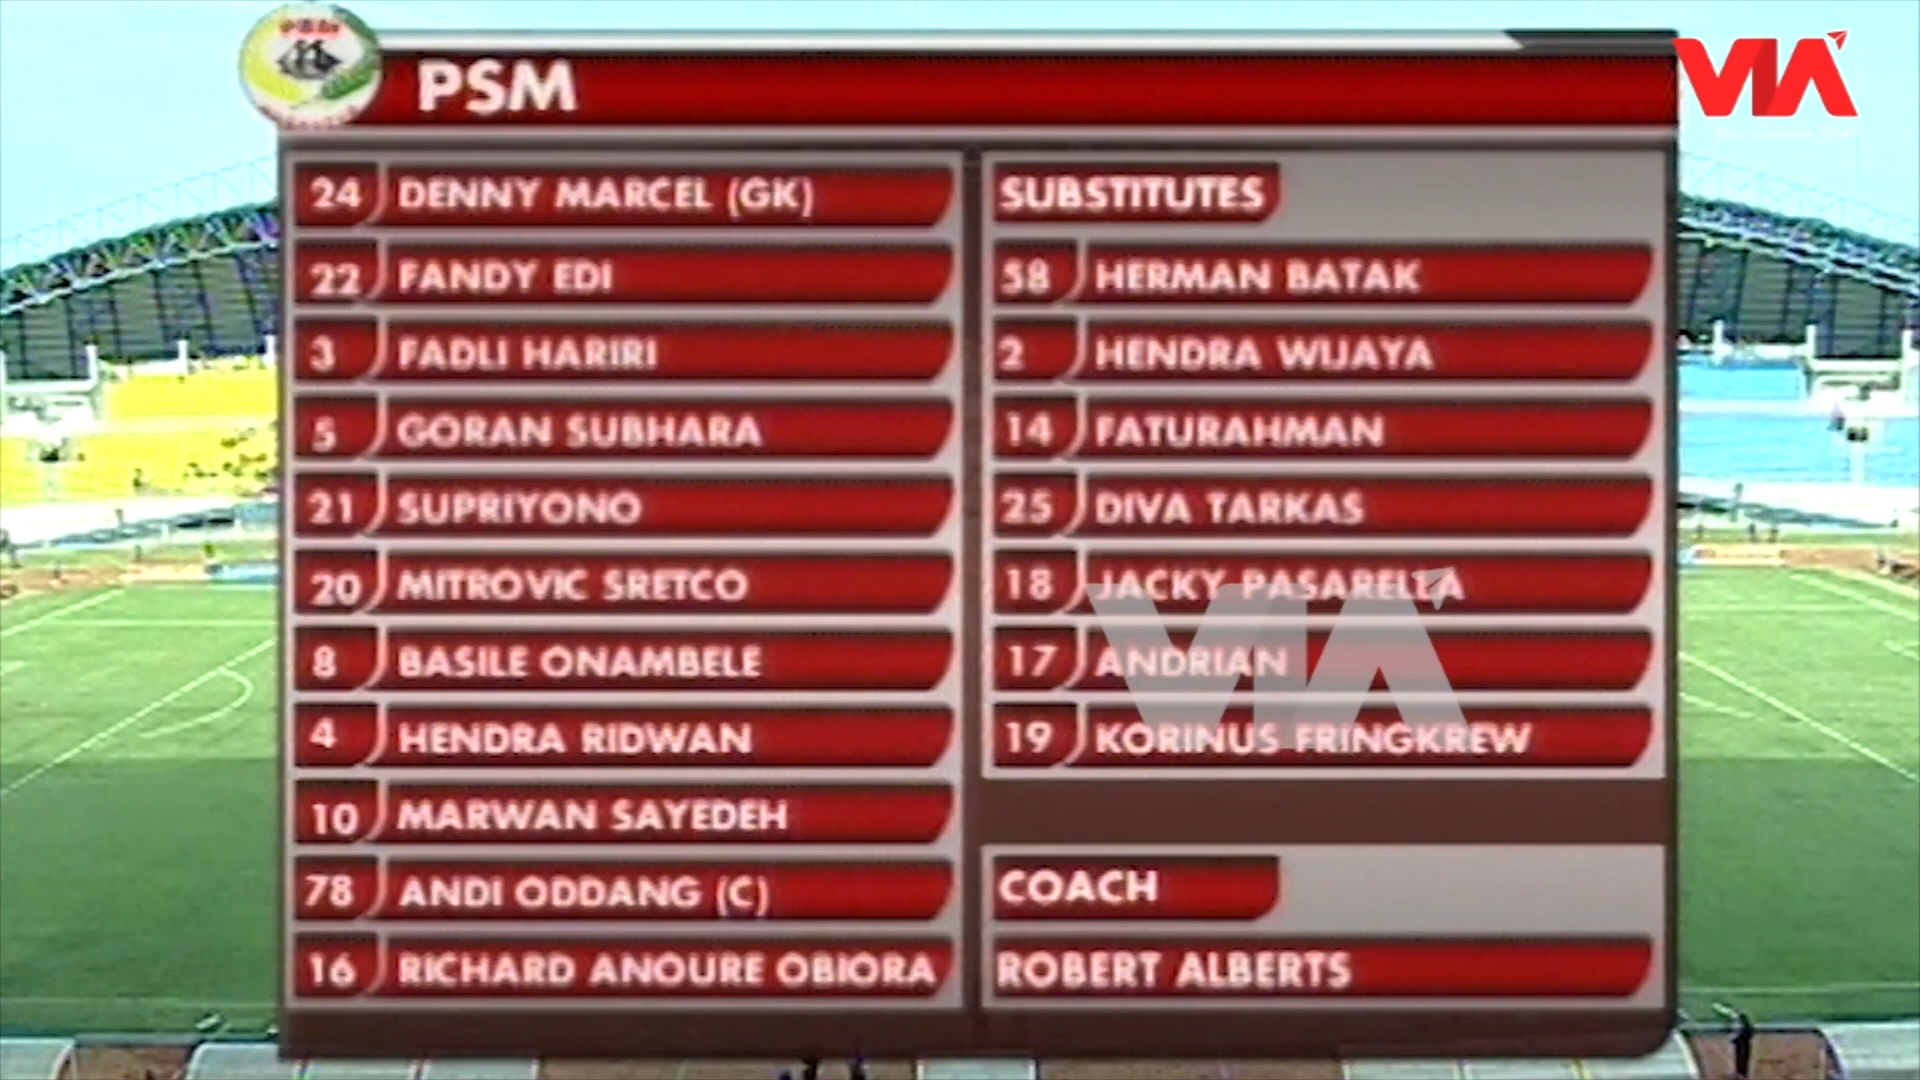 PSM
VIA
24 DENNY MARCEL (GK)
22 FANDY EDI
3 FADLI HARIRI
5 GORAN SUBHARA
21 SUPRIYONO
20 MITROVIC SRETCO
8 BASILE ONAMBELE
4 HENDRA RIDWAN
10 MARWAN SAYEDEH
78 ANDI ODDANG (C)
16 RICHARD ANOURE OBIORA
SUBSTITUTES
58 HERMAN BATAK
2 HENDRA WIJAYA
14 FATURAHMAN
25 DIVA TARKAS
18 JACKY PASARELLA
17 ANDRIAN
19 KORINUS FRINGKREW
VIA
COACH
ROBERT ALBERTS